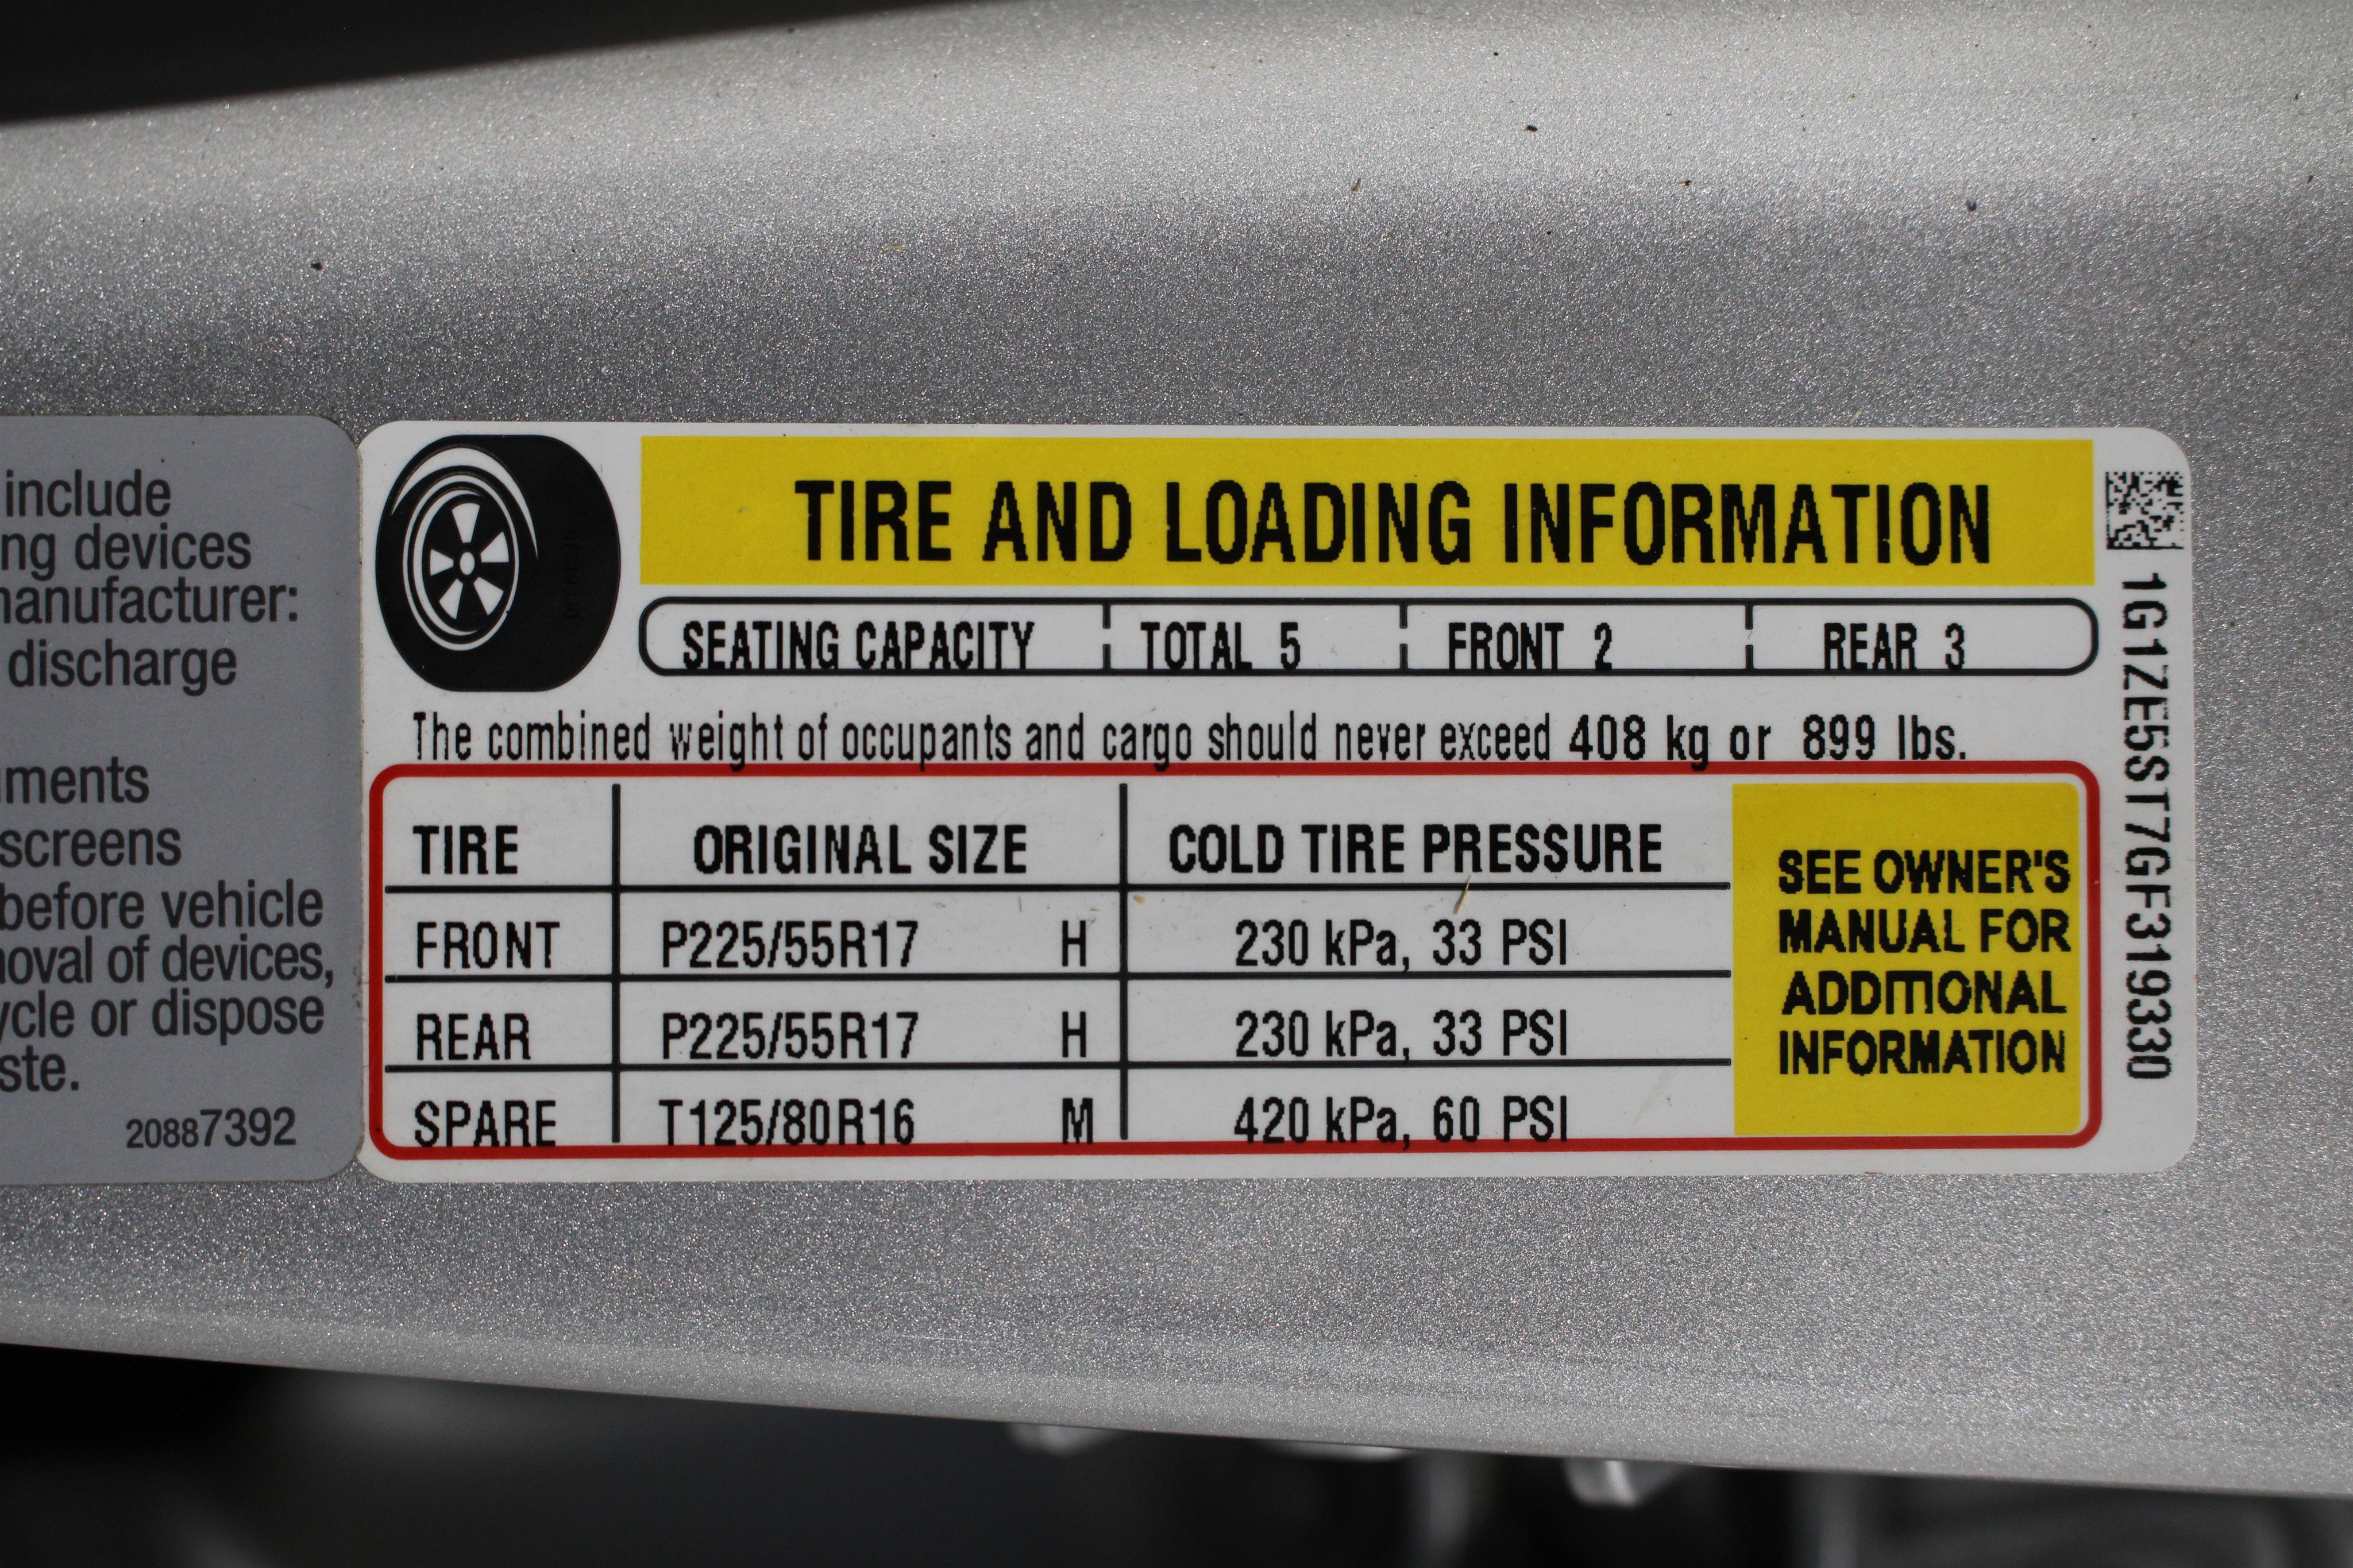 include
ng devices
anufacturer:
discharge
ments
screens
before vehicle
oval of devices,
ycle or dispose
ste.
20887392
TIRE AND LOADING INFORMATION
SEATING CAPACITY TOTAL 5 FRONT 2 REAR 3
The combined weight of occupants and cargo should never exceed 408 kg or 899 lbs.
TIRE ORIGINAL SIZE COLD TIRE PRESSURE
FRONT P225/55R17 H 230 kPa, 33 PSI
REAR P225/55R17 H 230 kPa, 33 PSI
SPARE T125/80R16 M 420 kPa, 60 PSI
SEE OWNER'S
MANUAL FOR
ADDITIONAL
INFORMATION
1G1ZE5ST7GF319330